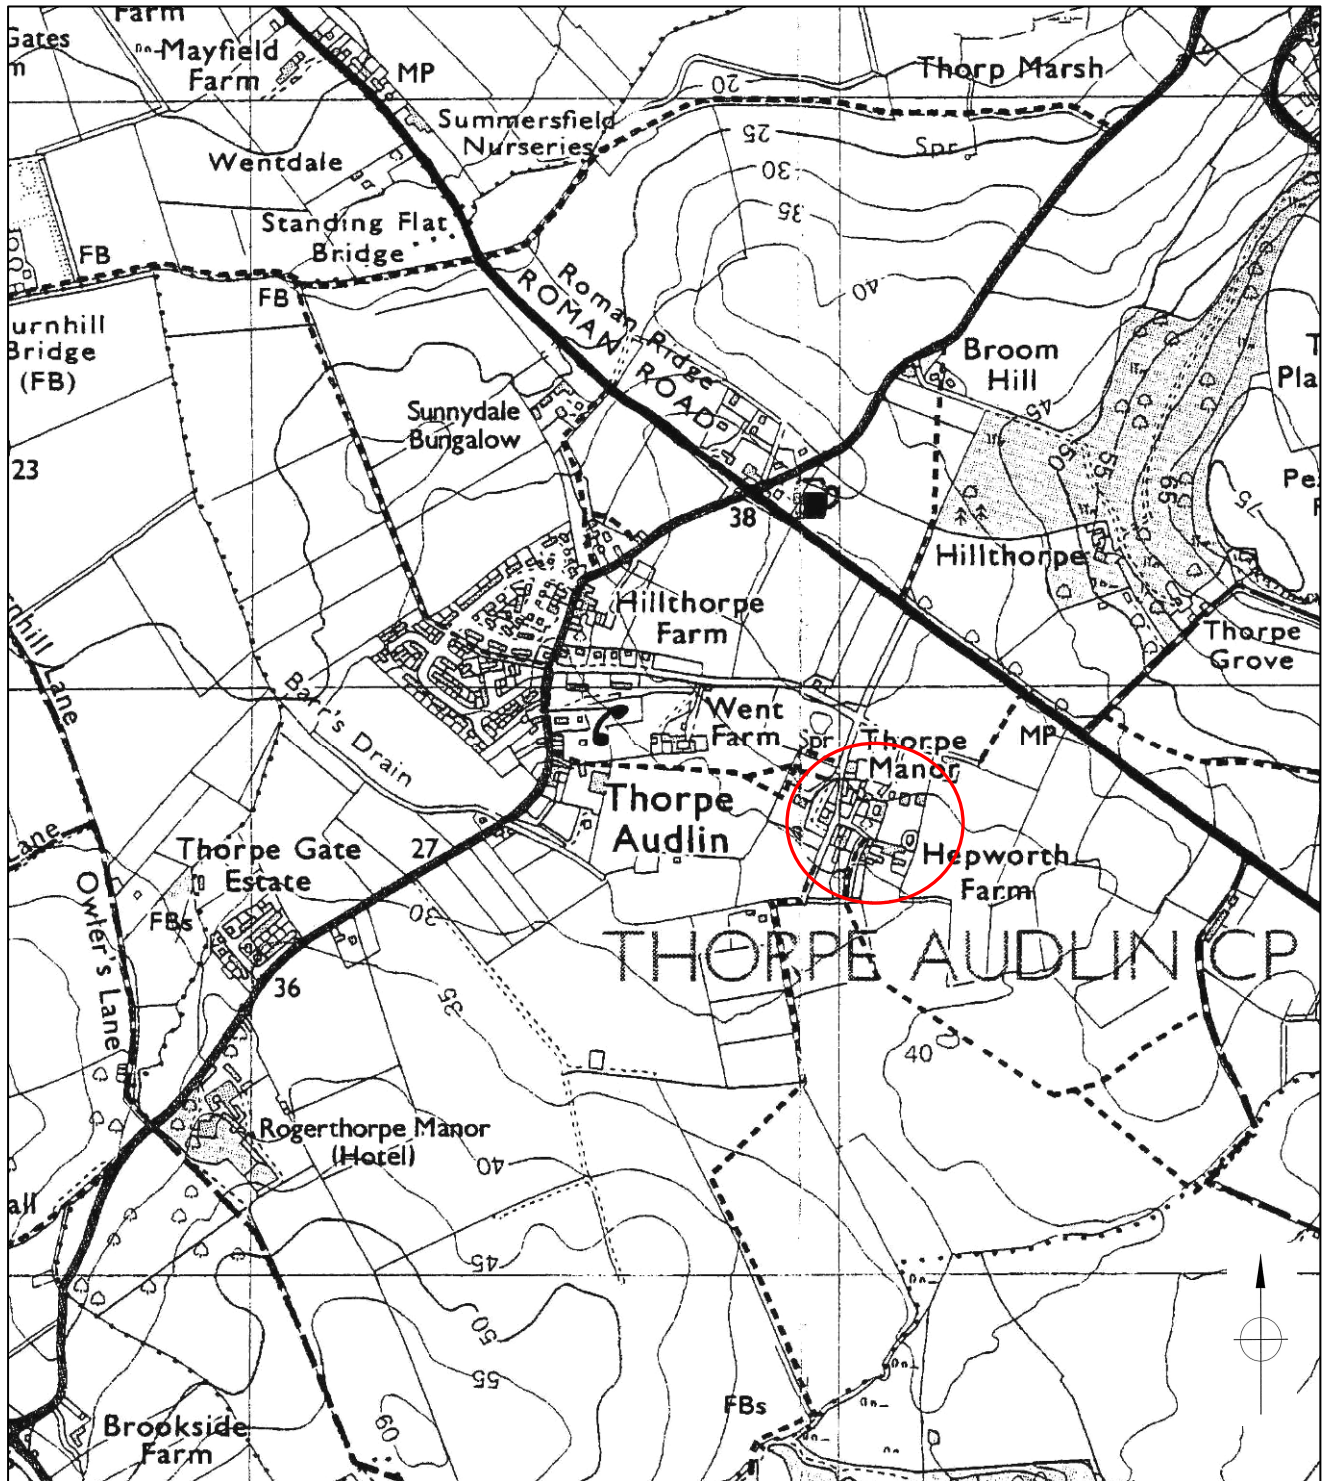 Farm
Gates
Mayfield
Farm
MP
Thorp Marsh
20
Summersfield
Nurseries
25
Spr
Wentdale
30
35
Standing Flat
Bridge
FB
FB
40
Roman Ridge
ROMAN ROAD
Bridge
(FB)
Broom
Hill
Sunnydale
Bungalow
45
23
50
55
65
75
38
Hillthorpe
Hillthorpe
Farm
Thorpe
Grove
Lane
Barr's Drain
Went
Farm
Spr
MP
Thorpe
Manor
Thorpe
Audlin
27
Thorpe Gate
Estate
Lane
Hepworth
Farm
Owler's Lane
FBs
30
THORPE AUDLIN CP
36
35
40
Rogerthorpe Manor
(Hotel)
40
45
50
55
60
FBs
Brookside
Farm